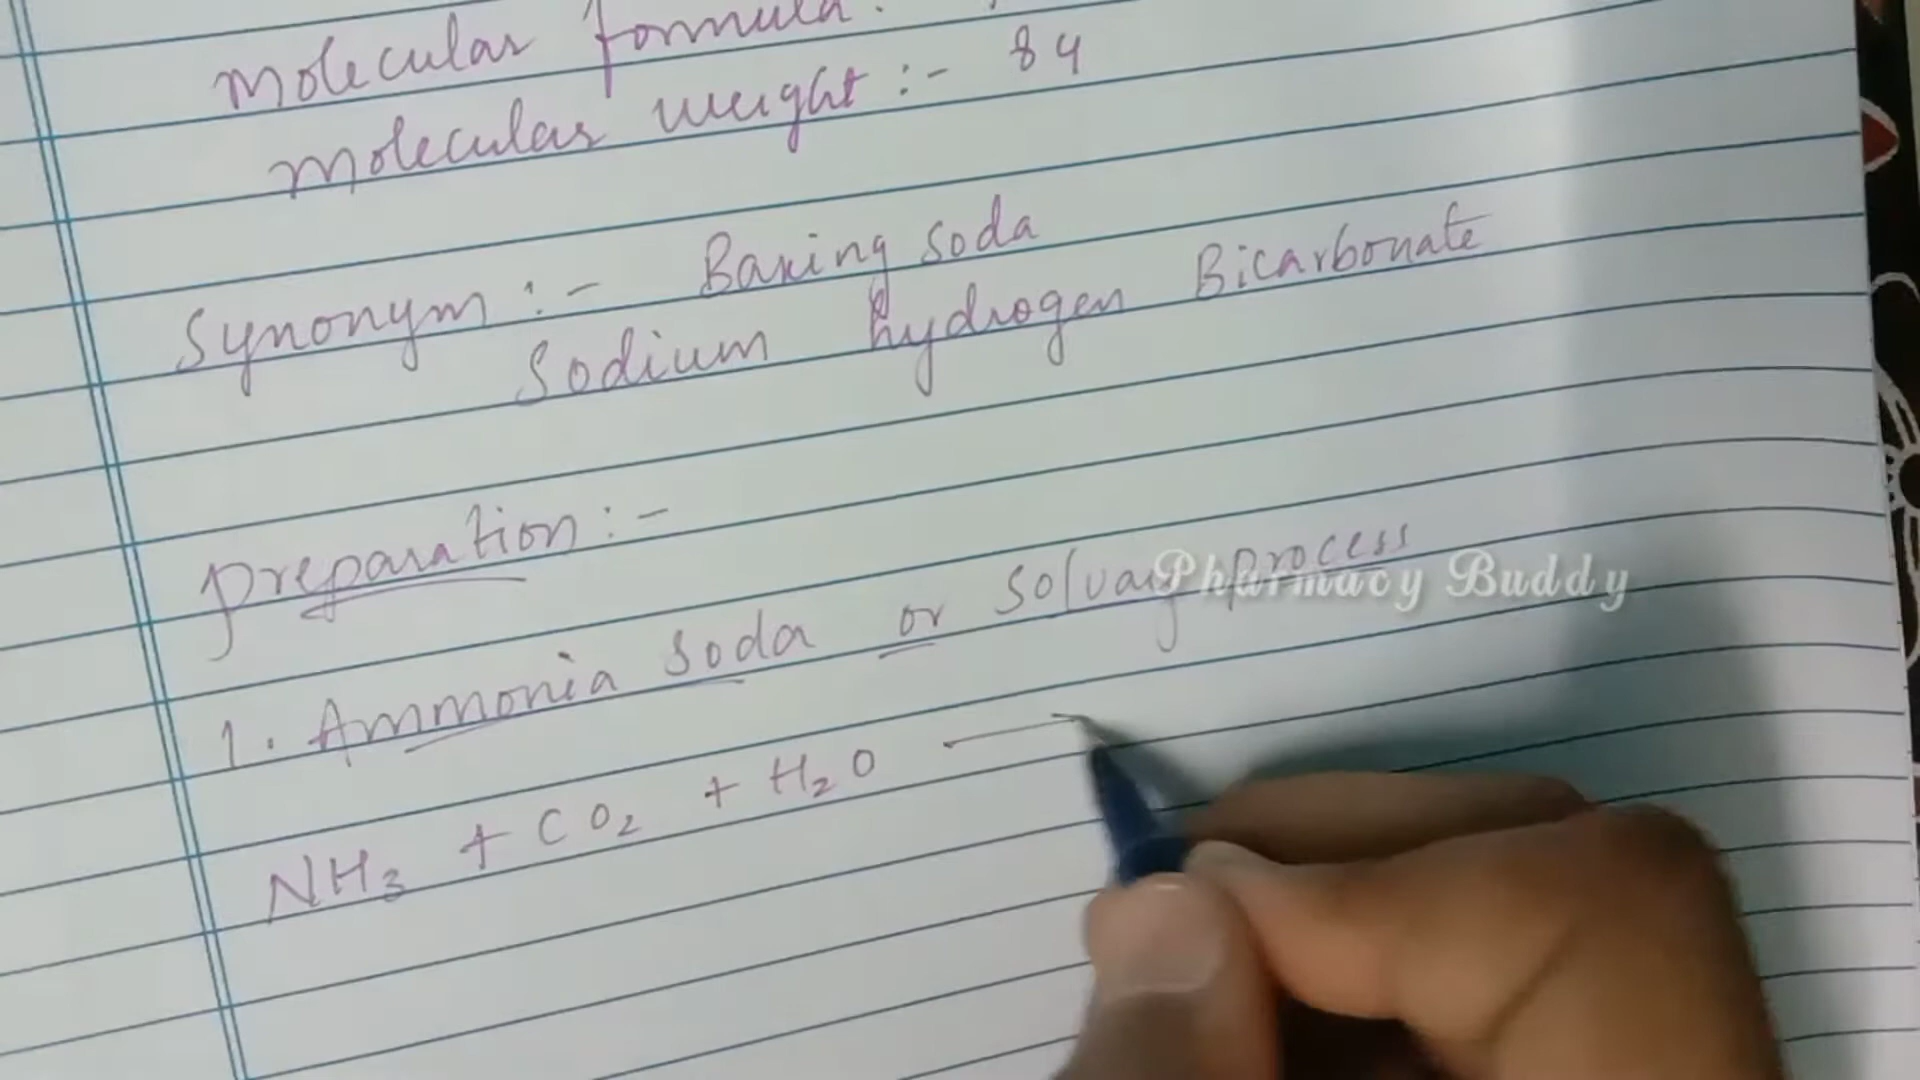 Molecular formula :
Molecular weight :- 84
Synonym :- Baking Soda
Sodium hydrogen Bicarbonate
Preparation :-
1. Ammonia Soda or Solvay process
Pharmacy Buddy
NH₃ + CO₂ + H₂O